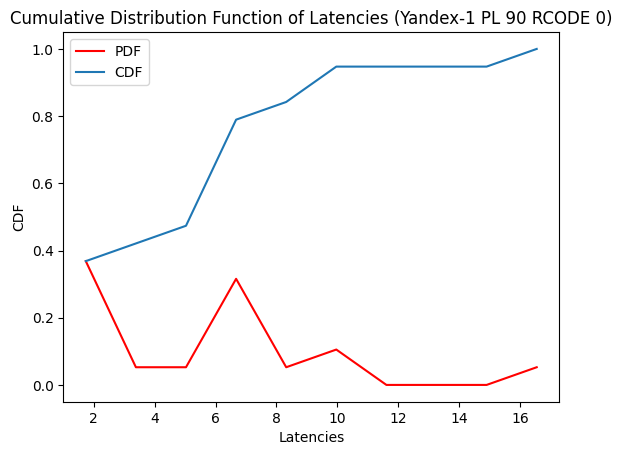 Cumulative Distribution Function of Latencies (Yandex-1 PL 90 RCODE 0)
PDF
CDF
1.0
0.8
0.6
0.4
0.2
0.0
CDF
2 4 6 8 10 12 14 16
Latencies